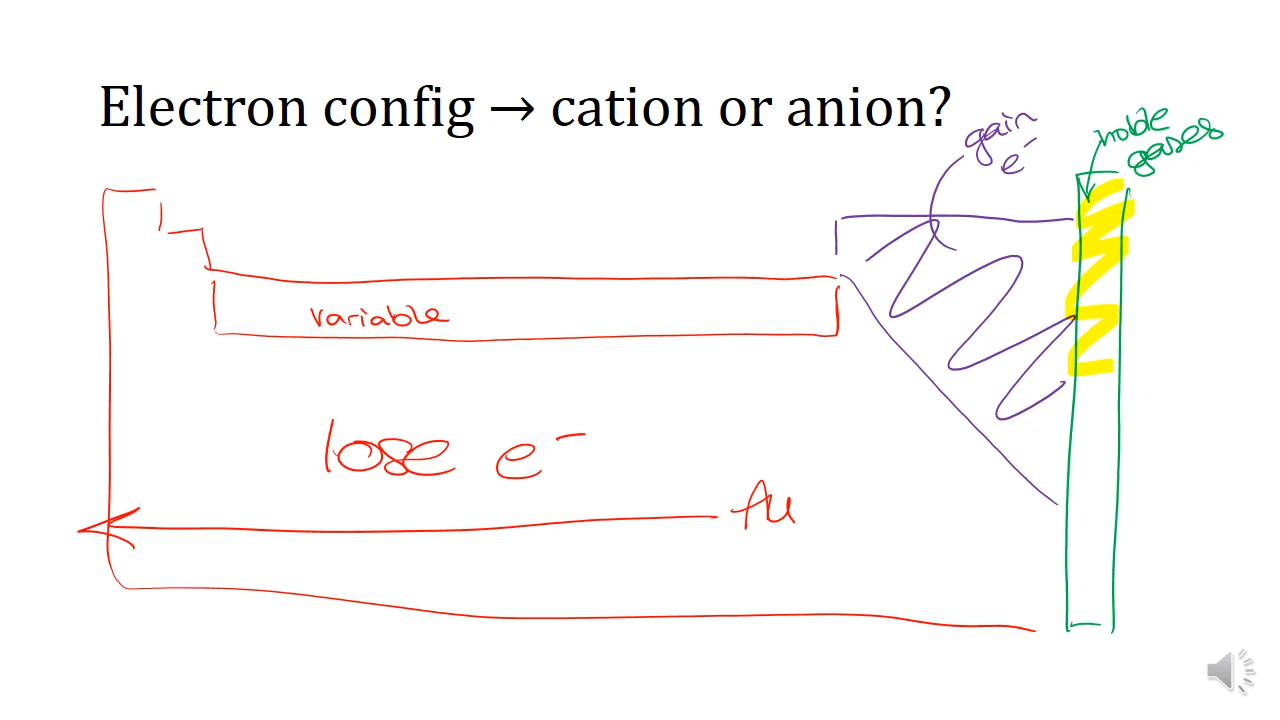 Electron config → cation or anion?
gain
e⁻
noble
gases
variable
lose e⁻
Au